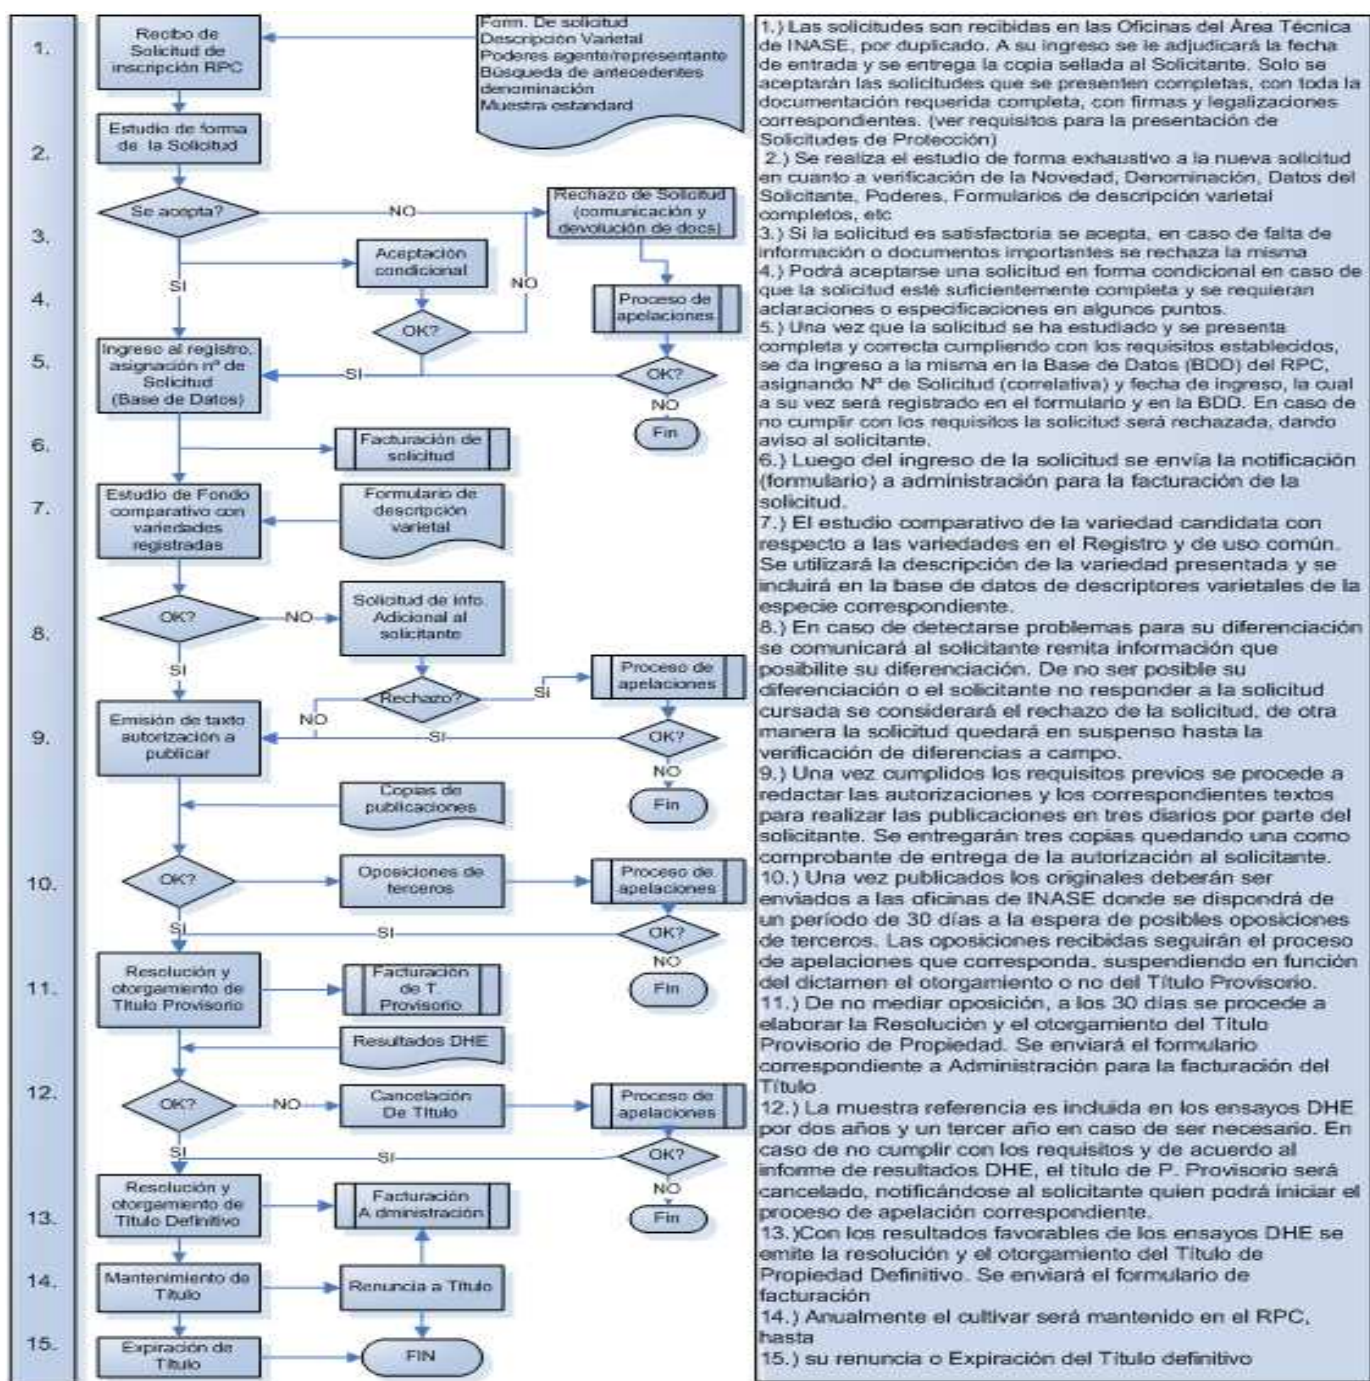 1.
Recibo de
Solicitud de
inscripción RPC
Form. De solicitud
Descripción Varietal
Poderes agente/representante
Búsqueda de antecedentes
denominación
Muestra estandard
2.
Estudio de forma
de la Solicitud
Se acepta?
NO
Rechazo de Solicitud
(comunicación y
devolución de docs)
3.
Aceptación
condicional
SI
NO
4.
OK?
Proceso de
apelaciones
5.
Ingreso al registro,
asignación nº de
Solicitud
(Base de Datos)
SI
OK?
NO
Fin
6.
Facturación de
solicitud
7.
Estudio de Fondo
comparativo con
variedades
registradas
Formulario de
descripción
varietal
8.
OK?
NO
Solicitud de info.
Adicional al
solicitante
SI
Rechazo?
Si
Proceso de
apelaciones
9.
Emisión de taxto
autorización a
publicar
NO
SI
OK?
NO
Fin
Copias de
publicaciones
10.
OK?
Oposiciones de
terceros
Proceso de
apelaciones
SI
SI
OK?
NO
Fin
11.
Resolución y
otorgamiento de
Título Provisorio
Facturación
de T.
Provisorio
Resultados DHE
12.
OK?
NO
Cancelación
De Título
Proceso de
apelaciones
SI
SI
OK?
NO
Fin
13.
Resolución y
otorgamiento de
Título Definitivo
Facturación
A dministración
14.
Mantenimiento de
Título
Renuncia a Título
15.
Expiración de
Título
FIN
1.) Las solicitudes son recibidas en las Oficinas del Área Técnica
de INASE, por duplicado. A su ingreso se le adjudicará la fecha
de entrada y se entrega la copia sellada al Solicitante. Solo se
aceptarán las solicitudes que se presenten completas, con toda la
documentación requerida completa, con firmas y legalizaciones
correspondientes. (ver requisitos para la presentación de
Solicitudes de Protección)
2.) Se realiza el estudio de forma exhaustivo a la nueva solicitud
en cuanto a verificación de la Novedad, Denominación, Datos del
Solicitante, Poderes, Formularios de descripción varietal
completos, etc
3.) Si la solicitud es satisfactoria se acepta, en caso de falta de
información o documentos importantes se rechaza la misma
4.) Podrá aceptarse una solicitud en forma condicional en caso de
que la solicitud esté suficientemente completa y se requieran
aclaraciones o especificaciones en algunos puntos.
5.) Una vez que la solicitud se ha estudiado y se presenta
completa y correcta cumpliendo con los requisitos establecidos,
se da ingreso a la misma en la Base de Datos (BDD) del RPC,
asignando Nº de Solicitud (correlativa) y fecha de ingreso, la cual
a su vez será registrado en el formulario y en la BDD. En caso de
no cumplir con los requisitos la solicitud será rechazada, dando
aviso al solicitante.
6.) Luego del ingreso de la solicitud se envía la notificación
(formulario) a administración para la facturación de la
solicitud.
7.) El estudio comparativo de la variedad candidata con
respecto a las variedades en el Registro y de uso común.
Se utilizará la descripción de la variedad presentada y se
incluirá en la base de datos de descriptores varietales de la
especie correspondiente.
8.) En caso de detectarse problemas para su diferenciación
se comunicará al solicitante remita información que
posibilite su diferenciación. De no ser posible su
diferenciación o el solicitante no responder a la solicitud
cursada se considerará el rechazo de la solicitud, de otra
manera la solicitud quedará en suspenso hasta la
verificación de diferencias a campo.
9.) Una vez cumplidos los requisitos previos se procede a
redactar las autorizaciones y los correspondientes textos
para realizar las publicaciones en tres diarios por parte del
solicitante. Se entregarán tres copias quedando una como
comprobante de entrega de la autorización al solicitante.
10.) Una vez publicados los originales deberán ser
enviados a las oficinas de INASE donde se dispondrá de
un período de 30 días a la espera de posibles oposiciones
de terceros. Las oposiciones recibidas seguirán el proceso
de apelaciones que corresponda, suspendiendo en función
del dictamen el otorgamiento o no del Título Provisorio.
11.) De no mediar oposición, a los 30 días se procede a
elaborar la Resolución y el otorgamiento del Título
Provisorio de Propiedad. Se enviará el formulario
correspondiente a Administración para la facturación del
Título
12.) La muestra referencia es incluida en los ensayos DHE
por dos años y un tercer año en caso de ser necesario. En
caso de no cumplir con los requisitos y de acuerdo al
informe de resultados DHE, el título de P. Provisorio será
cancelado, notificándose al solicitante quien podrá iniciar el
proceso de apelación correspondiente.
13.)Con los resultados favorables de los ensayos DHE se
emite la resolución y el otorgamiento del Título de
Propiedad Definitivo. Se enviará el formulario de
facturación
14.) Anualmente el cultivar será mantenido en el RPC,
hasta
15.) su renuncia o Expiración del Título definitivo